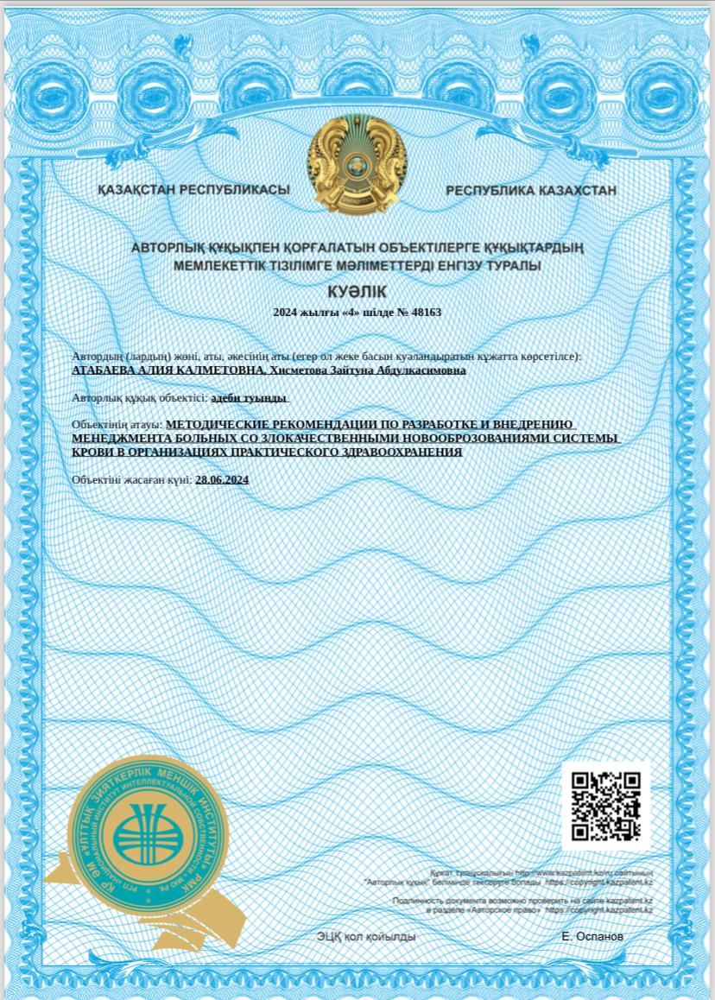 ҚАЗАҚСТАН РЕСПУБЛИКАСЫ
РЕСПУБЛИКА КАЗАХСТАН
АВТОРЛЫҚ ҚҰҚЫҚПЕН ҚОРҒАЛАТЫН ОБЪЕКТІЛЕРГЕ ҚҰҚЫҚТАРДЫҢ
МЕМЛЕКЕТТІК ТІЗІЛІМГЕ МӘЛІМЕТТЕРДІ ЕНГІЗУ ТУРАЛЫ
КУӘЛІК
2024 жылғы «4» шілде № 48163
Автордың (лардың) жөні, аты, әкесінің аты (егер ол жеке басын куәландыратын құжатта көрсетілсе):
АТАБАЕВА АЛИЯ КАЛМЕТОВНА, Хисметова Зайтуна Абдулкасимовна
Авторлық құқық объектісі: әдеби туынды
Объектінің атауы: МЕТОДИЧЕСКИЕ РЕКОМЕНДАЦИИ ПО РАЗРАБОТКЕ И ВНЕДРЕНИЮ
МЕНЕДЖМЕНТА БОЛЬНЫХ СО ЗЛОКАЧЕСТВЕННЫМИ НОВООБРОЗОВАНИЯМИ СИСТЕМЫ
КРОВИ В ОРГАНИЗАЦИЯХ ПРАКТИЧЕСКОГО ЗДРАВООХРАНЕНИЯ
Объектіні жасаған күні: 28.06.2024
ҚР ӘМ «ҰЛТТЫҚ ЗИЯТКЕРЛІК МЕНШІК ИНСТИТУТЫ» РМК
РГП «НАЦИОНАЛЬНЫЙ ИНСТИТУТ ИНТЕЛЛЕКТУАЛЬНОЙ СОБСТВЕННОСТИ» МЮ РК
Құжат түпнұсқалығын http://www.kazpatent.kz/ru сайтының
"Авторлық құқық" бөлімінде тексеруге болады https://copyright.kazpatent.kz
Подлинность документа возможно проверить на сайте kazpatent.kz
в разделе «Авторское право» https://copyright.kazpatent.kz
ЭЦҚ қол қойылды
Е. Оспанов